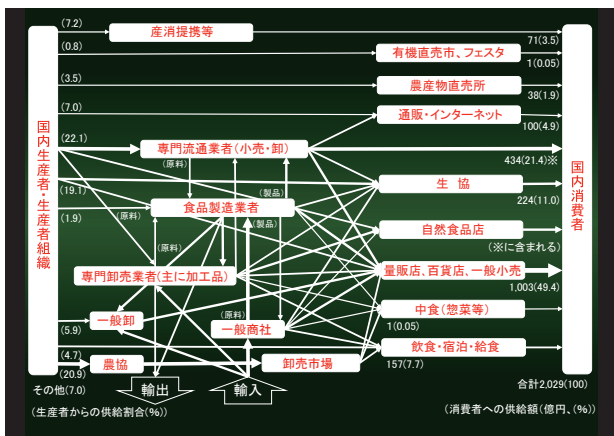 (7.2)
産消提携等
71(3.5)
(0.8)
有機直売市、フェスタ
1(0.05)
(3.5)
農産物直売所
38(1.9)
(7.0)
通販・インターネット
100(4.9)
国内生産者・生産者組織
(22.1)
専門流通業者(小売・卸)
434(21.4)※
国内消費者
(原料)
(19.1)
(製品)
生協
224(11.0)
(1.9)
(原料)
食品製造業者
(製品)
自然食品店
(※に含まれる)
(原料)
専門卸売業者(主に加工品)
量販店、百貨店、一般小売
1,003(49.4)
(5.9)
一般卸
(原料)
一般商社
中食(惣菜等)
1(0.05)
(4.7)
飲食・宿泊・給食
157(7.7)
(20.9)
農協
卸売市場
その他(7.0)
輸出
輸入
合計2,029(100)
(生産者からの供給割合(%))
(消費者への供給額(億円、(%))